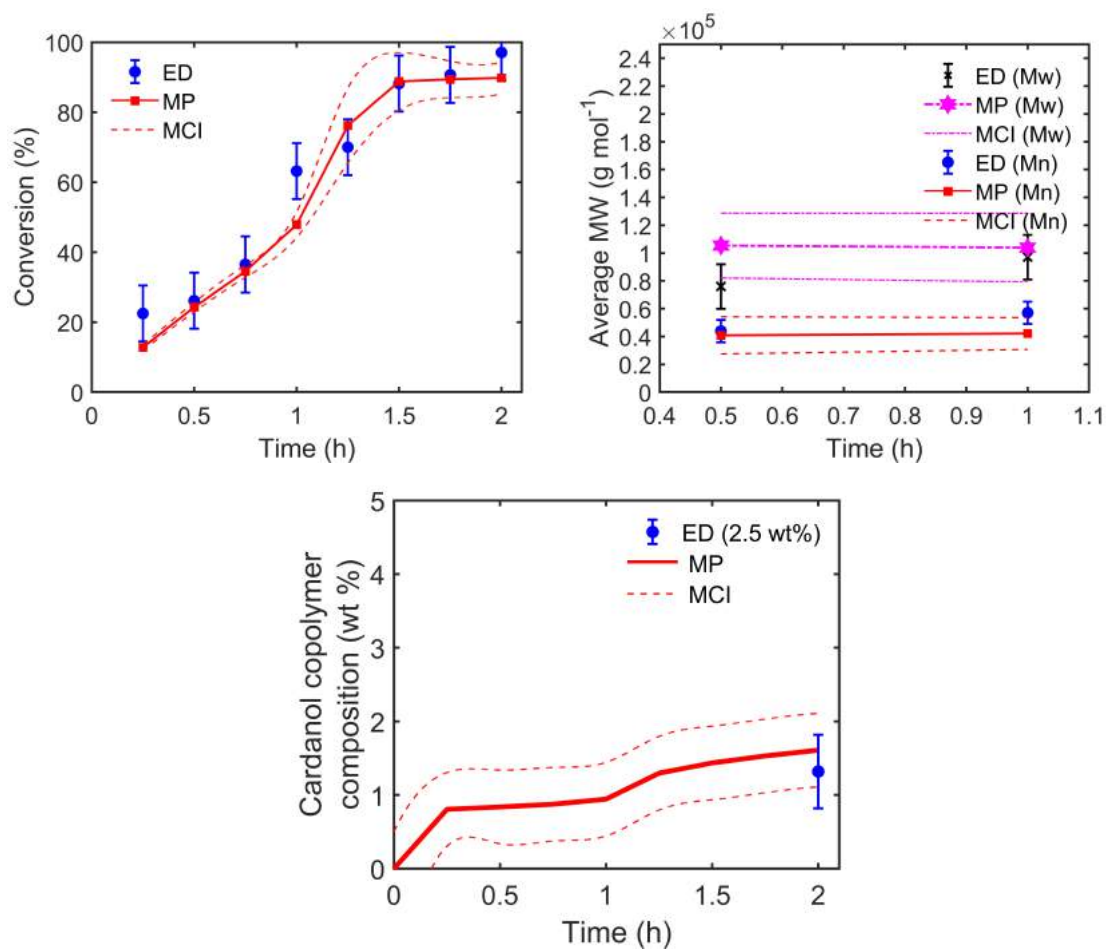 100
80
60
40
20
0
Conversion (%)
ED
MP
MCI
0
0.5
1
1.5
2
Time (h)
×10⁵
2.4
2.2
2
1.8
1.6
1.4
1.2
1
0.8
0.6
0.4
0.2
0
Average MW (g mol⁻¹)
ED (Mw)
MP (Mw)
MCI (Mw)
ED (Mn)
MP (Mn)
MCI (Mn)
0.4
0.5
0.6
0.7
0.8
0.9
1
1.1
Time (h)
5
4
3
2
1
0
Cardanol copolymer
composition (wt %)
ED (2.5 wt%)
MP
MCI
0
0.5
1
1.5
2
Time (h)